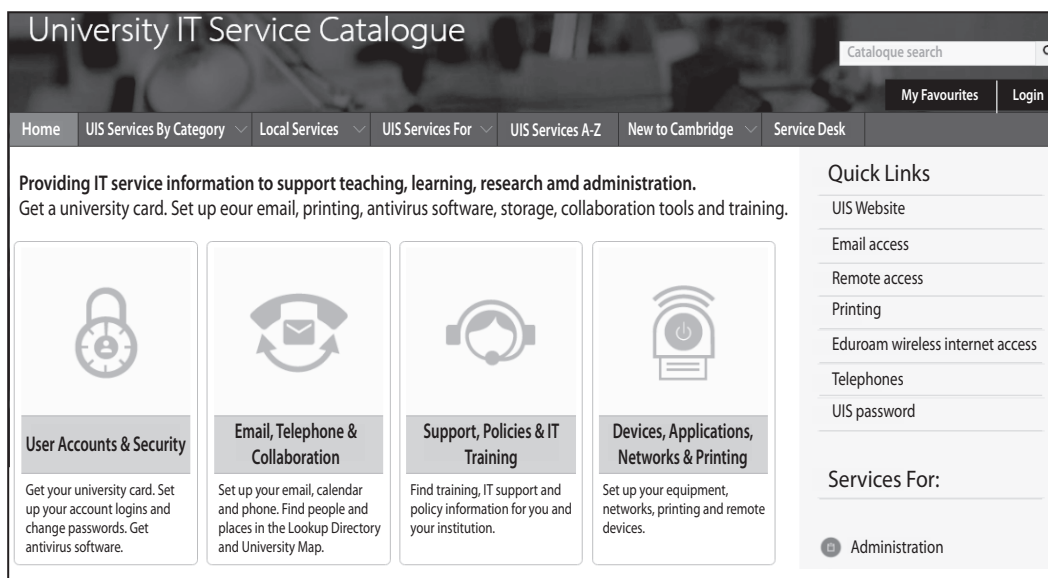 University IT Service Catalogue
Cataloque search
My Favourites Login
Home UIS Services By Category Local Services UIS Services For UIS Services A-Z New to Cambridge Service Desk
Providing IT service information to support teaching, learning, research amd administration.
Get a university card. Set up eour email, printing, antivirus software, storage, collaboration tools and training.
User Accounts & Security
Get your university card. Set
up your account logins and
change passwords. Get
antivirus software.
Email, Telephone &
Collaboration
Set up your email, calendar
and phone. Find people and
places in the Lookup Directory
and University Map.
Support, Policies & IT
Training
Find training, IT support and
policy information for you and
your institution.
Devices, Applications,
Networks & Printing
Set up your equipment,
networks, printing and remote
devices.
Quick Links
UIS Website
Email access
Remote access
Printing
Eduroam wireless internet access
Telephones
UIS password
Services For:
Administration